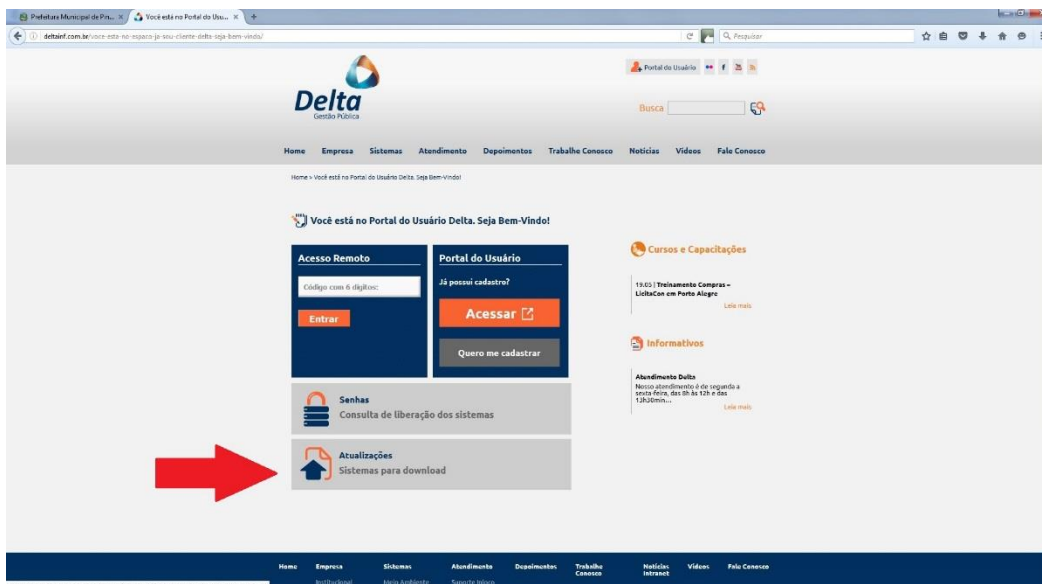 Prefeitura Municipal de Pin...
Você está no Portal do Usu...
deltainf.com.br/voce-esta-no-espaco-ja-sou-cliente-delta-seja-bem-vindo/
Pesquisar
Portal do Usuário
Delta
Gestão Pública
Busca
Home Empresa Sistemas Atendimento Depoimentos Trabalhe Conosco Notícias Vídeos Fale Conosco
Home > Você está no Portal do Usuário Delta. Seja Bem-Vindo!
Você está no Portal do Usuário Delta. Seja Bem-Vindo!
Acesso Remoto
Código com 6 dígitos:
Entrar
Portal do Usuário
Já possui cadastro?
Acessar
Quero me cadastrar
Senhas
Consulta de liberação dos sistemas
Atualizações
Sistemas para download
Cursos e Capacitações
19.05 | Treinamento Compras –
LicitaCon em Porto Alegre
Leia mais
Informativos
Atendimento Delta
Nosso atendimento é de segunda a
sexta-feira, das 8h às 12h e das
13h30min...
Leia mais
Home Empresa Sistemas Atendimento Depoimentos Trabalhe Conosco Notícias Intranet Vídeos Fale Conosco
Institucional Meio Ambiente Suporte